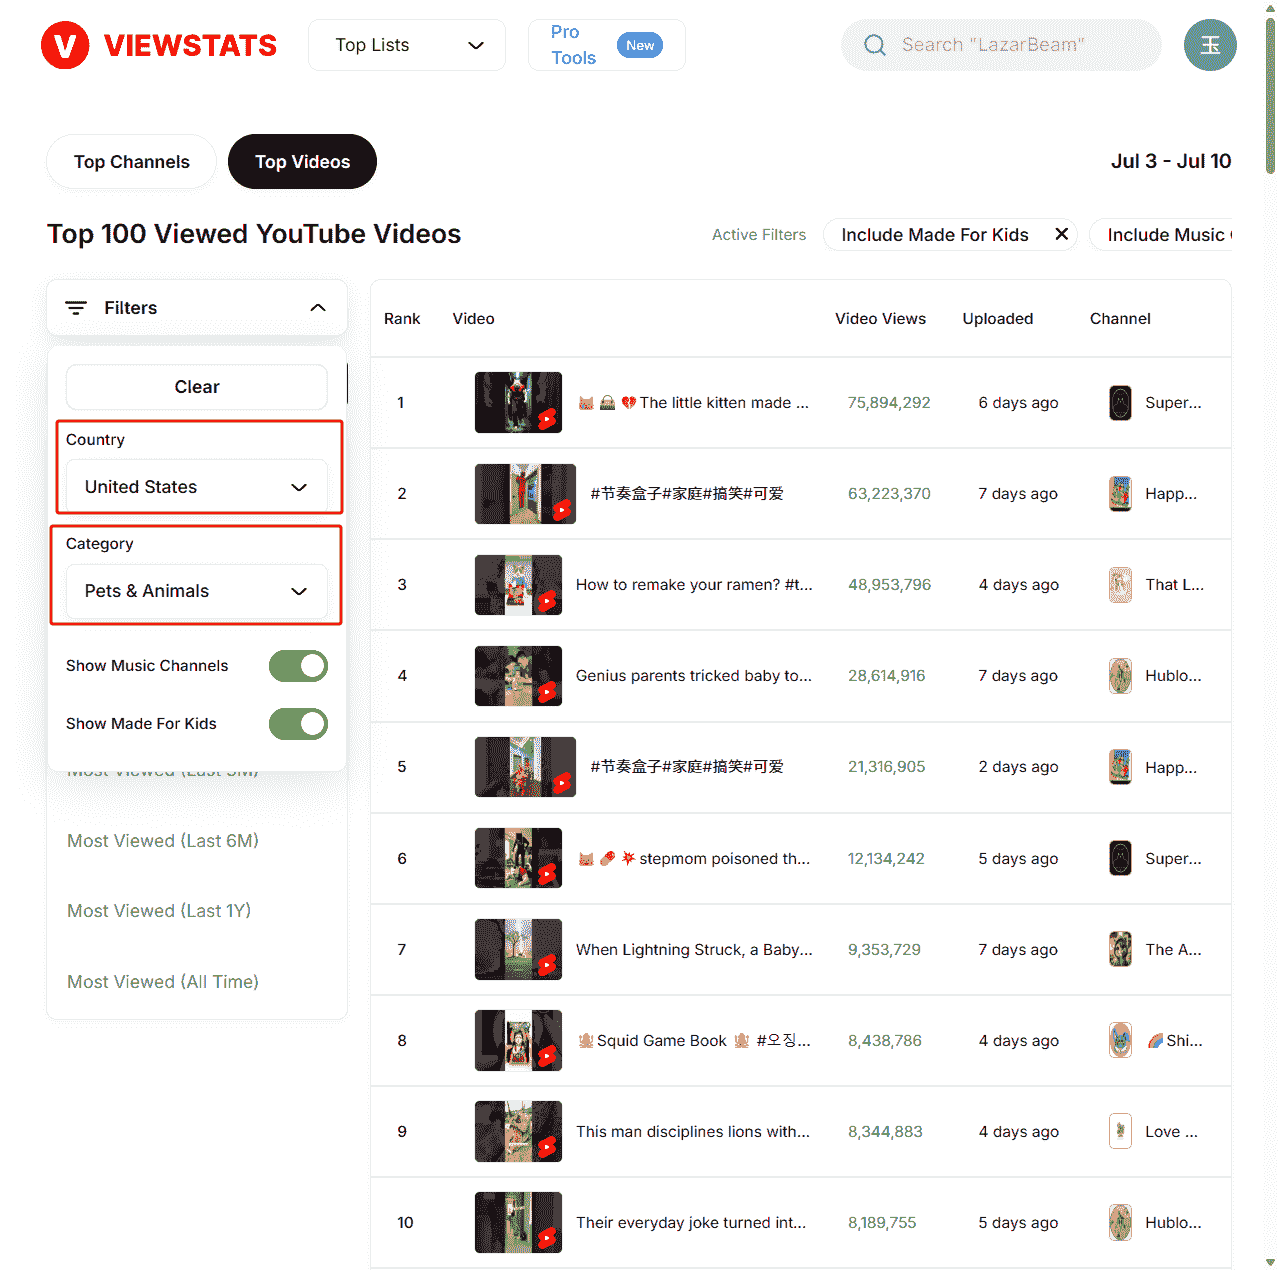 V VIEWSTATS
Top Lists
Pro Tools New
Search "LazarBeam"
玉
Top Channels
Top Videos
Jul 3 - Jul 10
Top 100 Viewed YouTube Videos
Active Filters
Include Made For Kids
Include Music
Filters
Clear
Country
United States
Category
Pets & Animals
Show Music Channels
Show Made For Kids
Most Viewed (Last 3M)
Most Viewed (Last 6M)
Most Viewed (Last 1Y)
Most Viewed (All Time)
Rank Video Video Views Uploaded Channel
1 😿 👜 💔 The little kitten made ... 75,894,292 6 days ago Super...
2 #节奏盒子#家庭#搞笑#可爱 63,223,370 7 days ago Happ...
3 How to remake your ramen? #t... 48,953,796 4 days ago That L...
4 Genius parents tricked baby to... 28,614,916 7 days ago Hublo...
5 #节奏盒子#家庭#搞笑#可爱 21,316,905 2 days ago Happ...
6 stepmom poisoned th... 12,134,242 5 days ago Super...
7 When Lightning Struck, a Baby... 9,353,729 7 days ago The A...
8 🐙Squid Game Book 🐙 #오징... 8,438,786 4 days ago 🌈Shi...
9 This man disciplines lions with... 8,344,883 4 days ago Love ...
10 Their everyday joke turned int... 8,189,755 5 days ago Hublo...